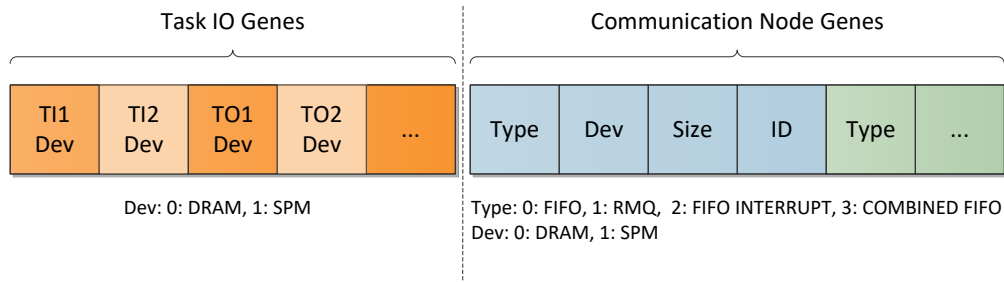 Task IO Genes
Communication Node Genes
TI1
Dev
TI2
Dev
TO1
Dev
TO2
Dev
...
Type
Dev
Size
ID
Type
...
Dev: 0: DRAM, 1: SPM
Type: 0: FIFO, 1: RMQ, 2: FIFO INTERRUPT, 3: COMBINED FIFO
Dev: 0: DRAM, 1: SPM